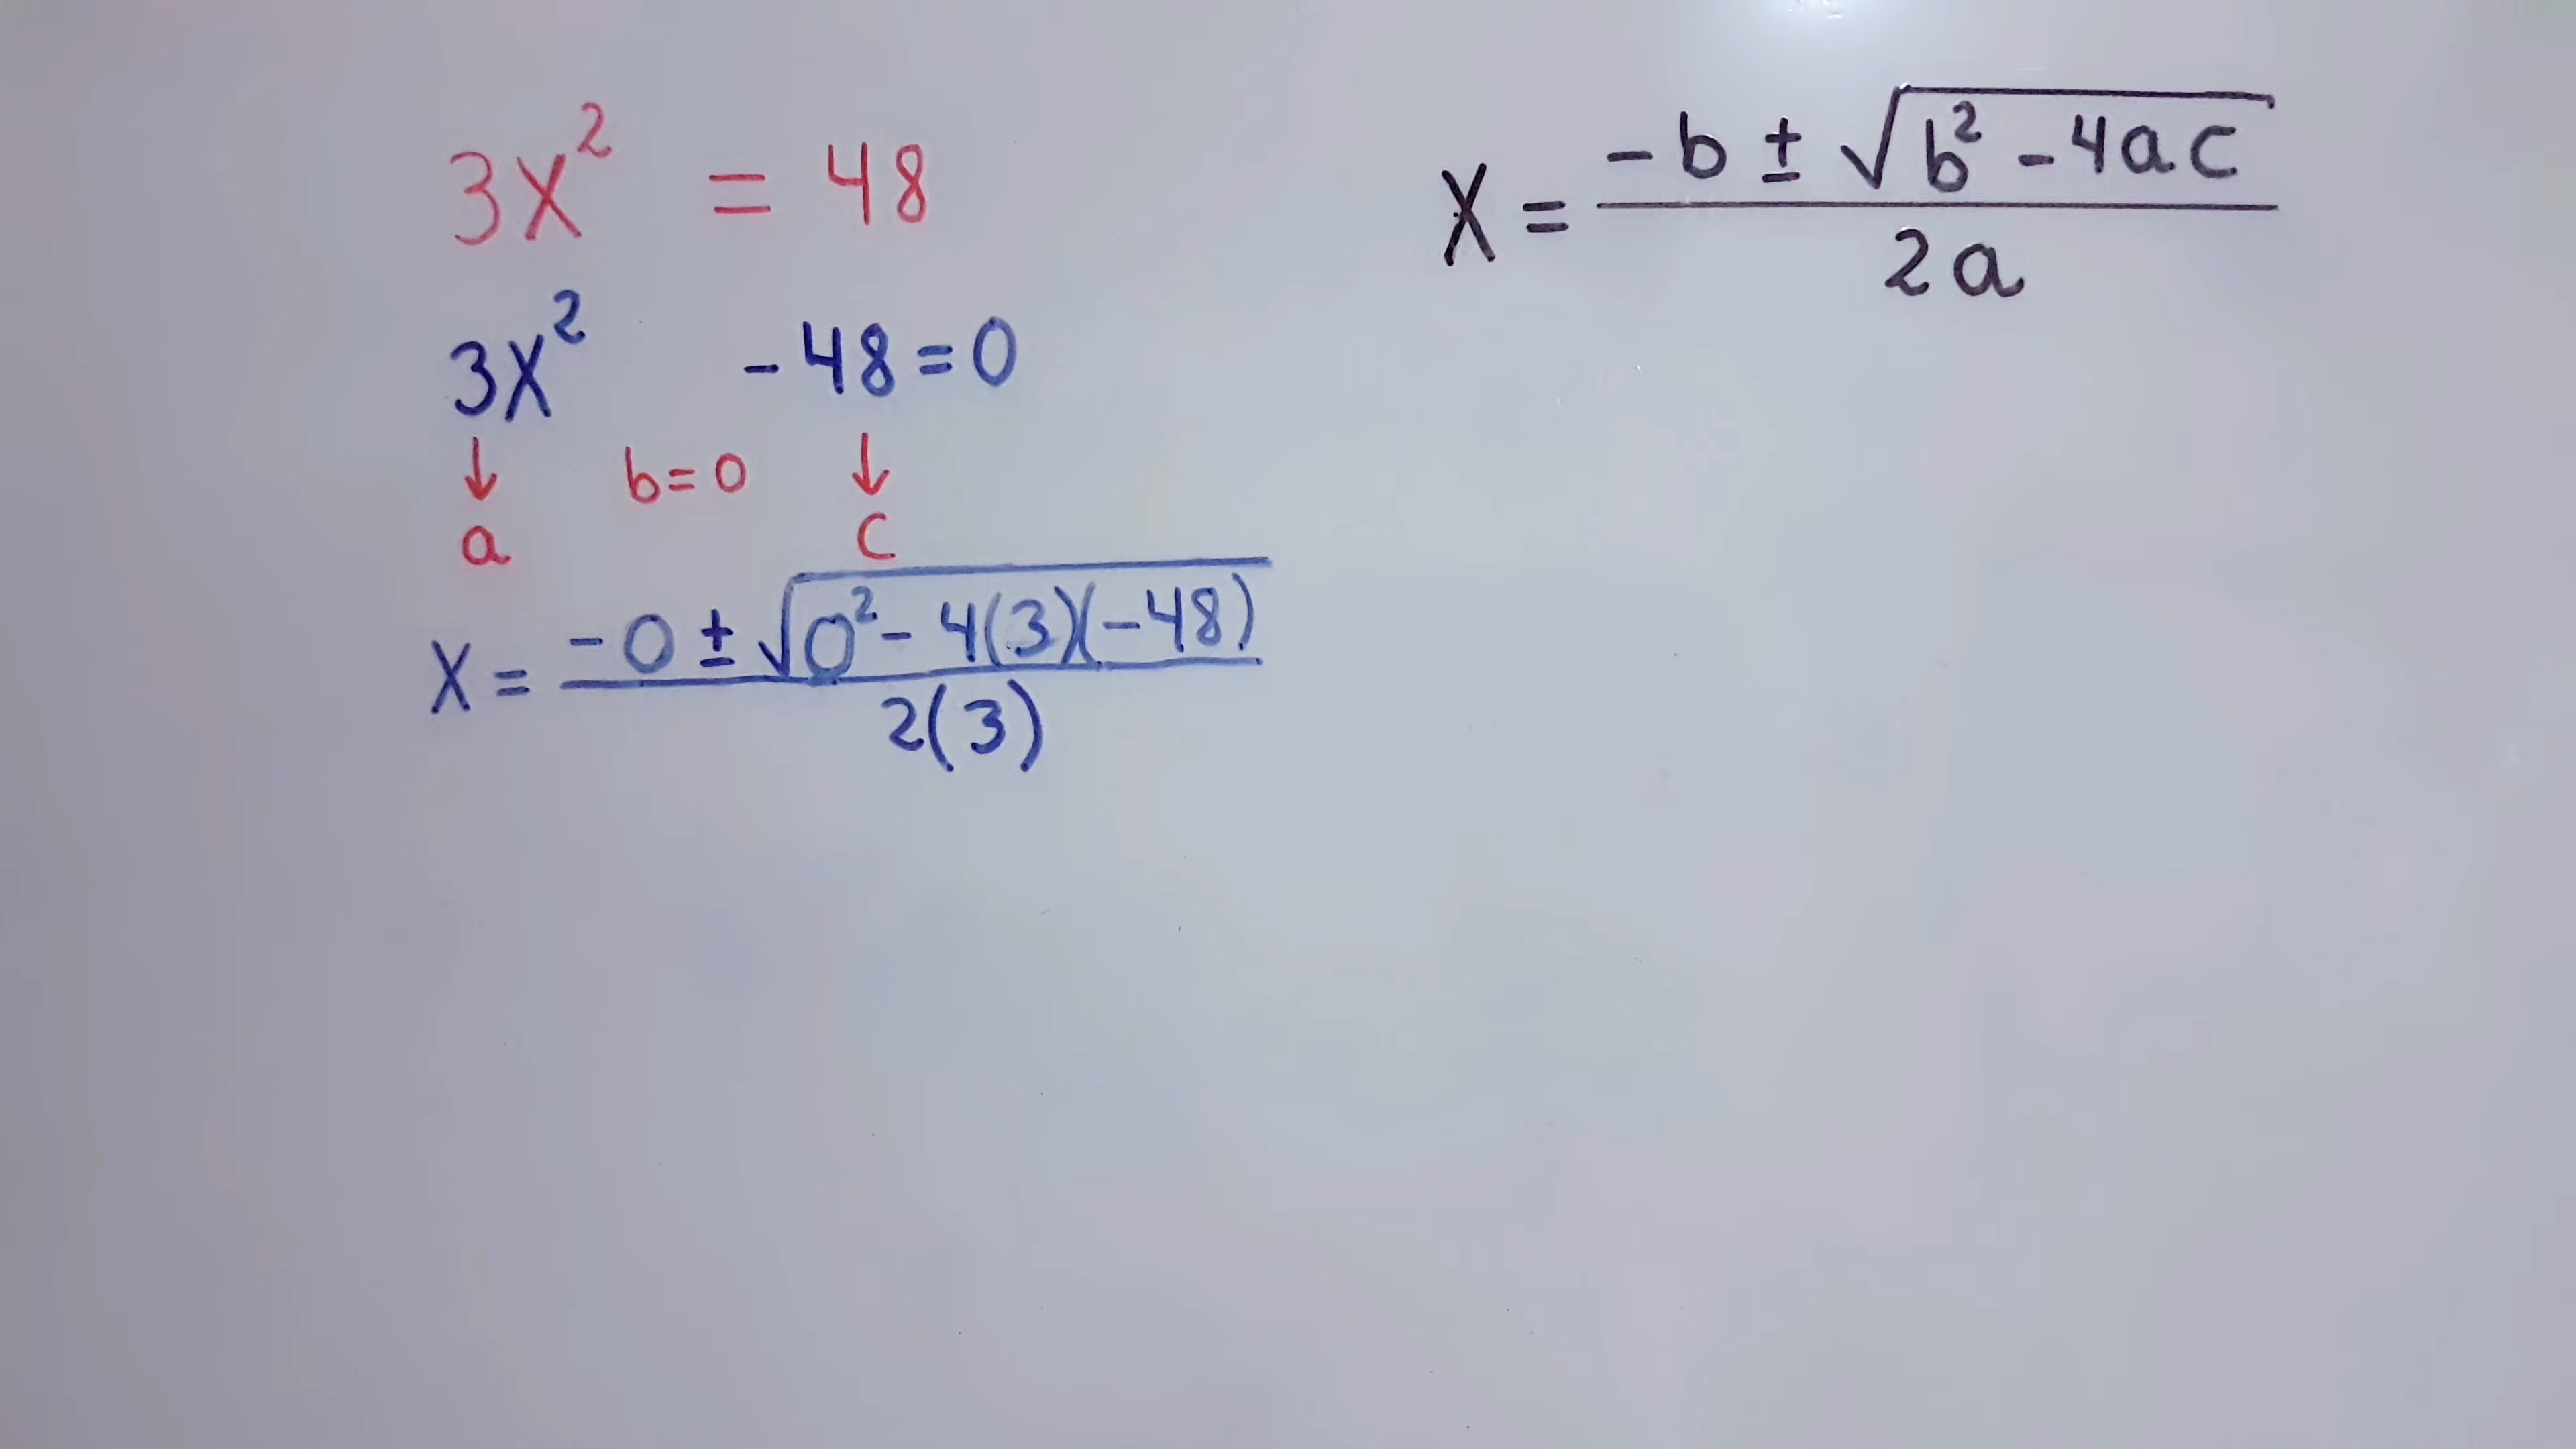 3x² = 48
3x² - 48 = 0
↓ b = 0 ↓
a c
x = (-0 ± √(0² - 4(3)(-48))) / 2(3)
x = (-b ± √(b² - 4ac)) / 2a